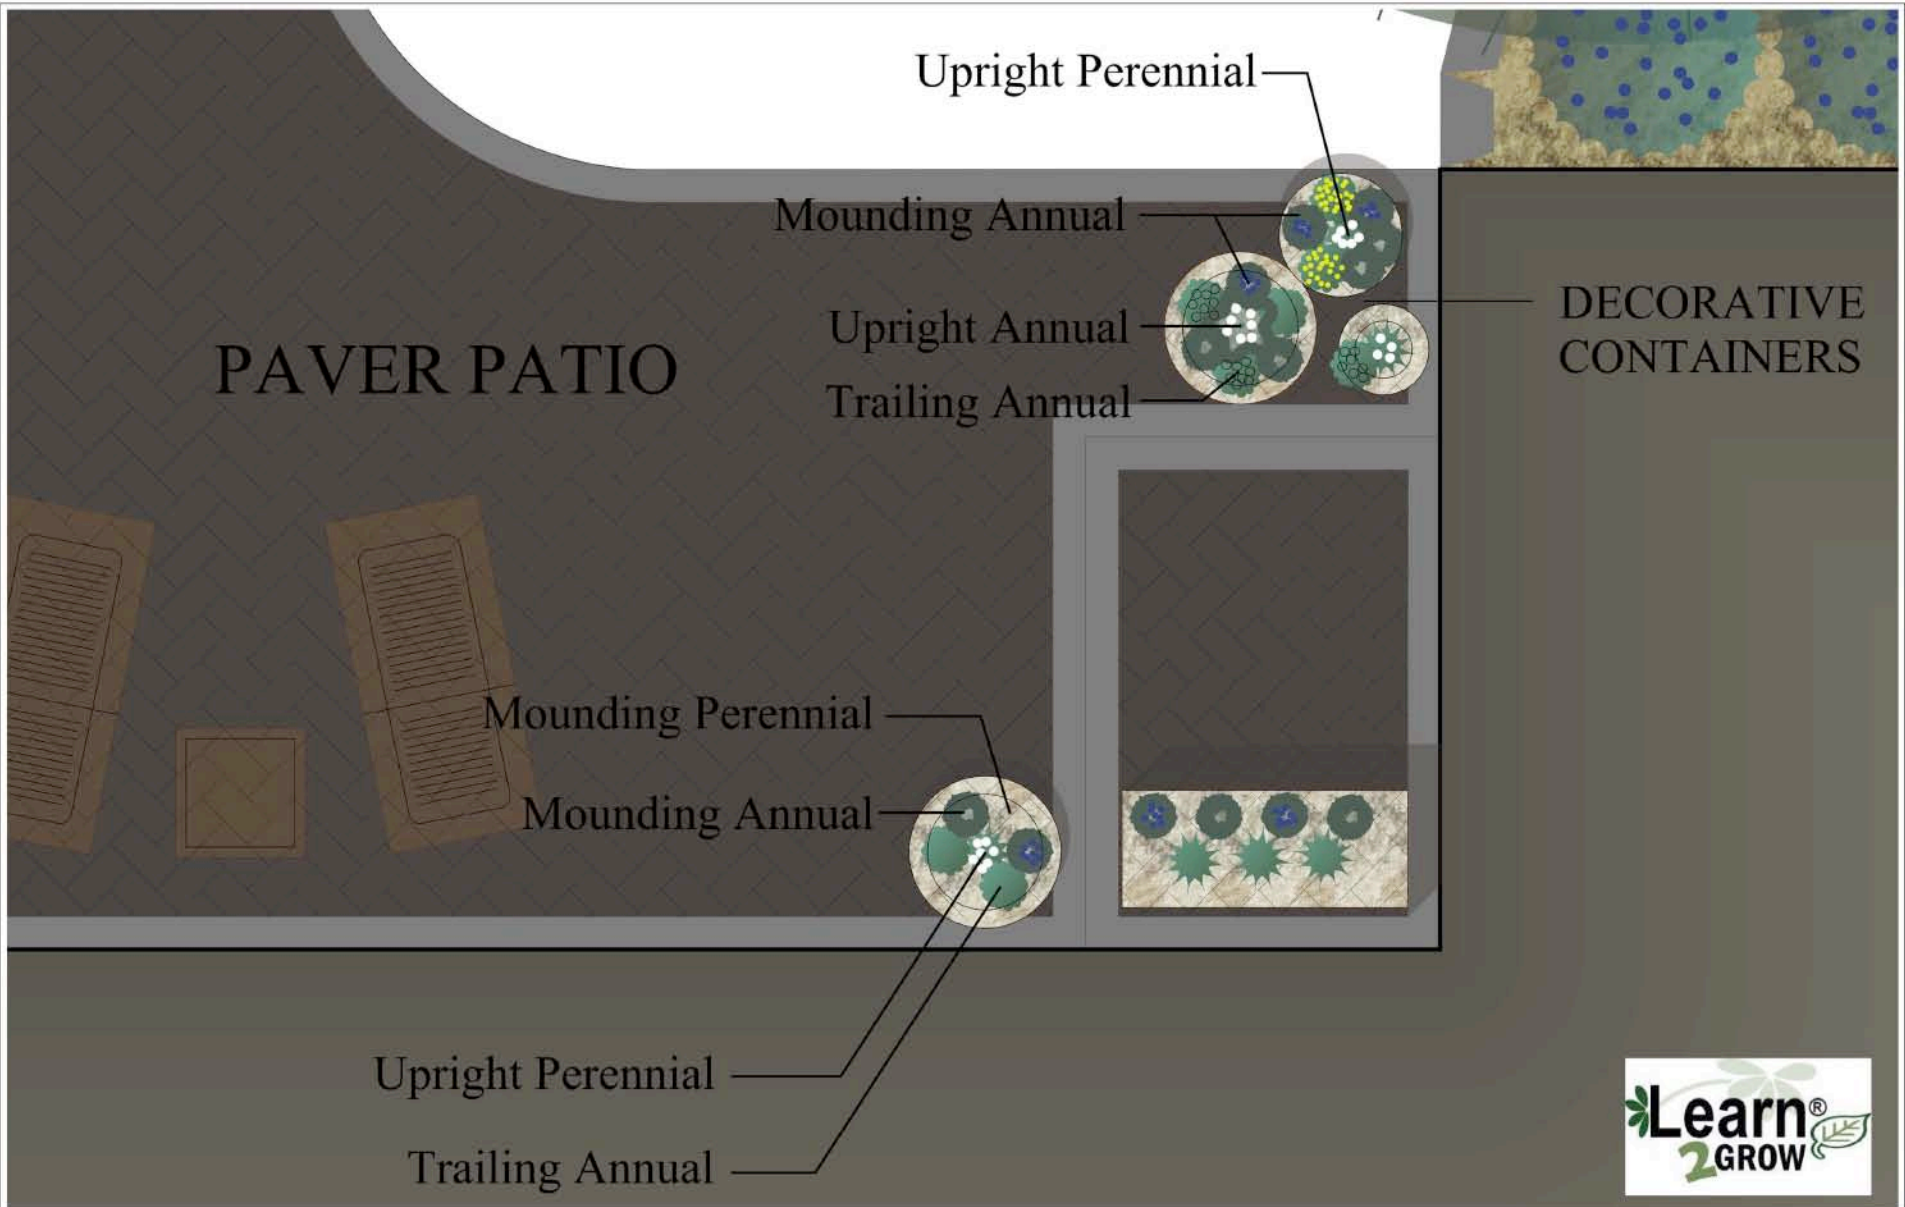 Upright Perennial
Mounding Annual
DECORATIVE
CONTAINERS
Upright Annual
PAVER PATIO
Trailing Annual
Mounding Perennial
Mounding Annual
Upright Perennial
Trailing Annual
Learn®
2GROW